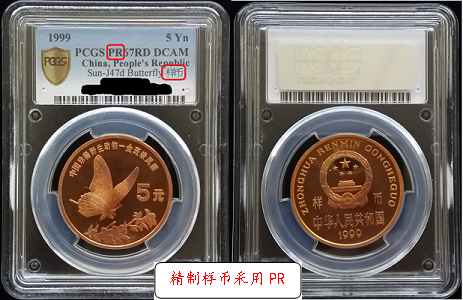 1999 5 Yn
PCGS PR67RD DCAM
China, People's Republic
Sun-J47d Butterfly 样币
PCGS
中国珍稀野生动物—金斑喙凤蝶
5元
ZHONGHUA RENMIN GONGHEGUO
样 币
中华人民共和国
1999
精制样币采用 PR